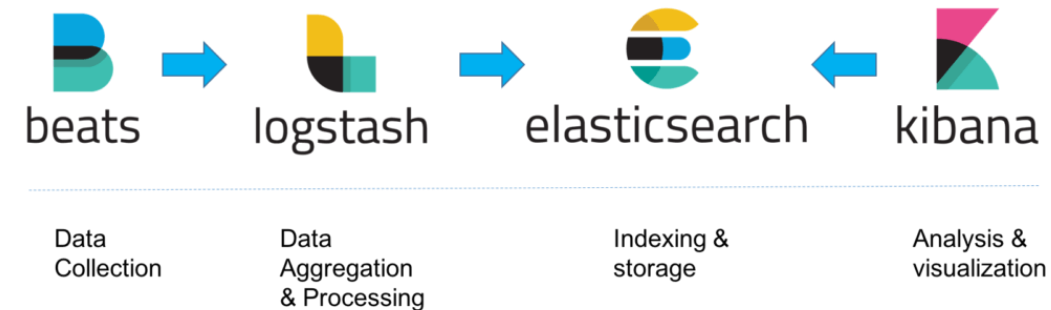 beats
logstash
elasticsearch
kibana
Data
Collection
Data
Aggregation
& Processing
Indexing &
storage
Analysis &
visualization